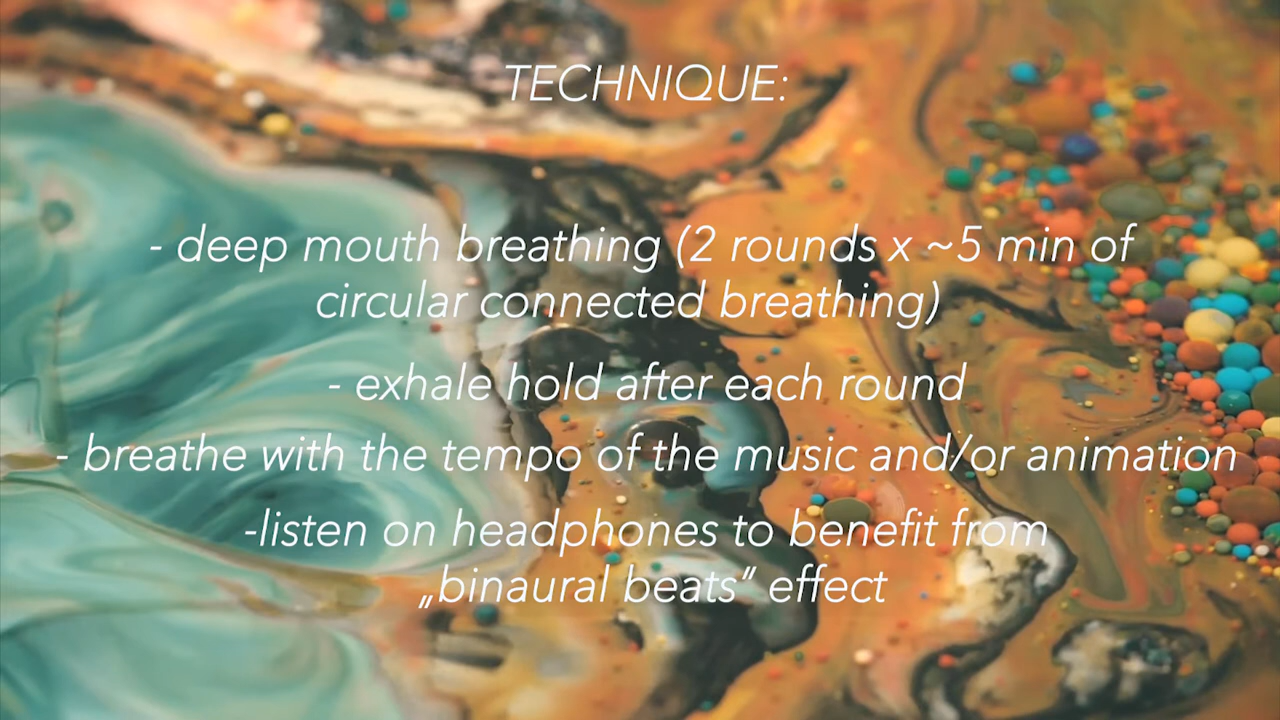 TECHNIQUE:
- deep mouth breathing (2 rounds x ~5 min of
circular connected breathing)
- exhale hold after each round
- breathe with the tempo of the music and/or animation
-listen on headphones to benefit from
„binaural beats” effect